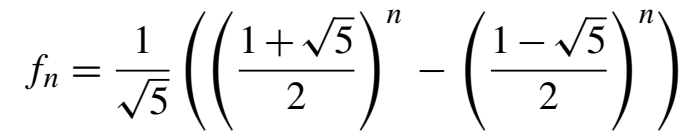 f_n = \frac{1}{\sqrt{5}} \left( \left( \frac{1+\sqrt{5}}{2} \right)^n - \left( \frac{1-\sqrt{5}}{2} \right)^n \right)